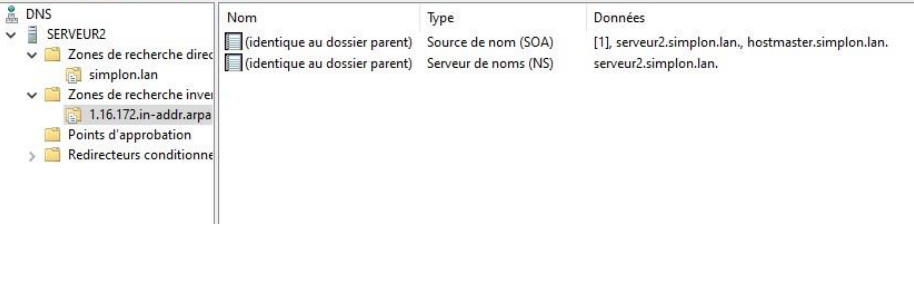 DNS
SERVEUR2
Zones de recherche direc
simplon.lan
Zones de recherche inver
1.16.172.in-addr.arpa
Points d'approbation
Redirecteurs conditionne
Nom Type Données
(identique au dossier parent) Source de nom (SOA) [1], serveur2.simplon.lan., hostmaster.simplon.lan.
(identique au dossier parent) Serveur de noms (NS) serveur2.simplon.lan.